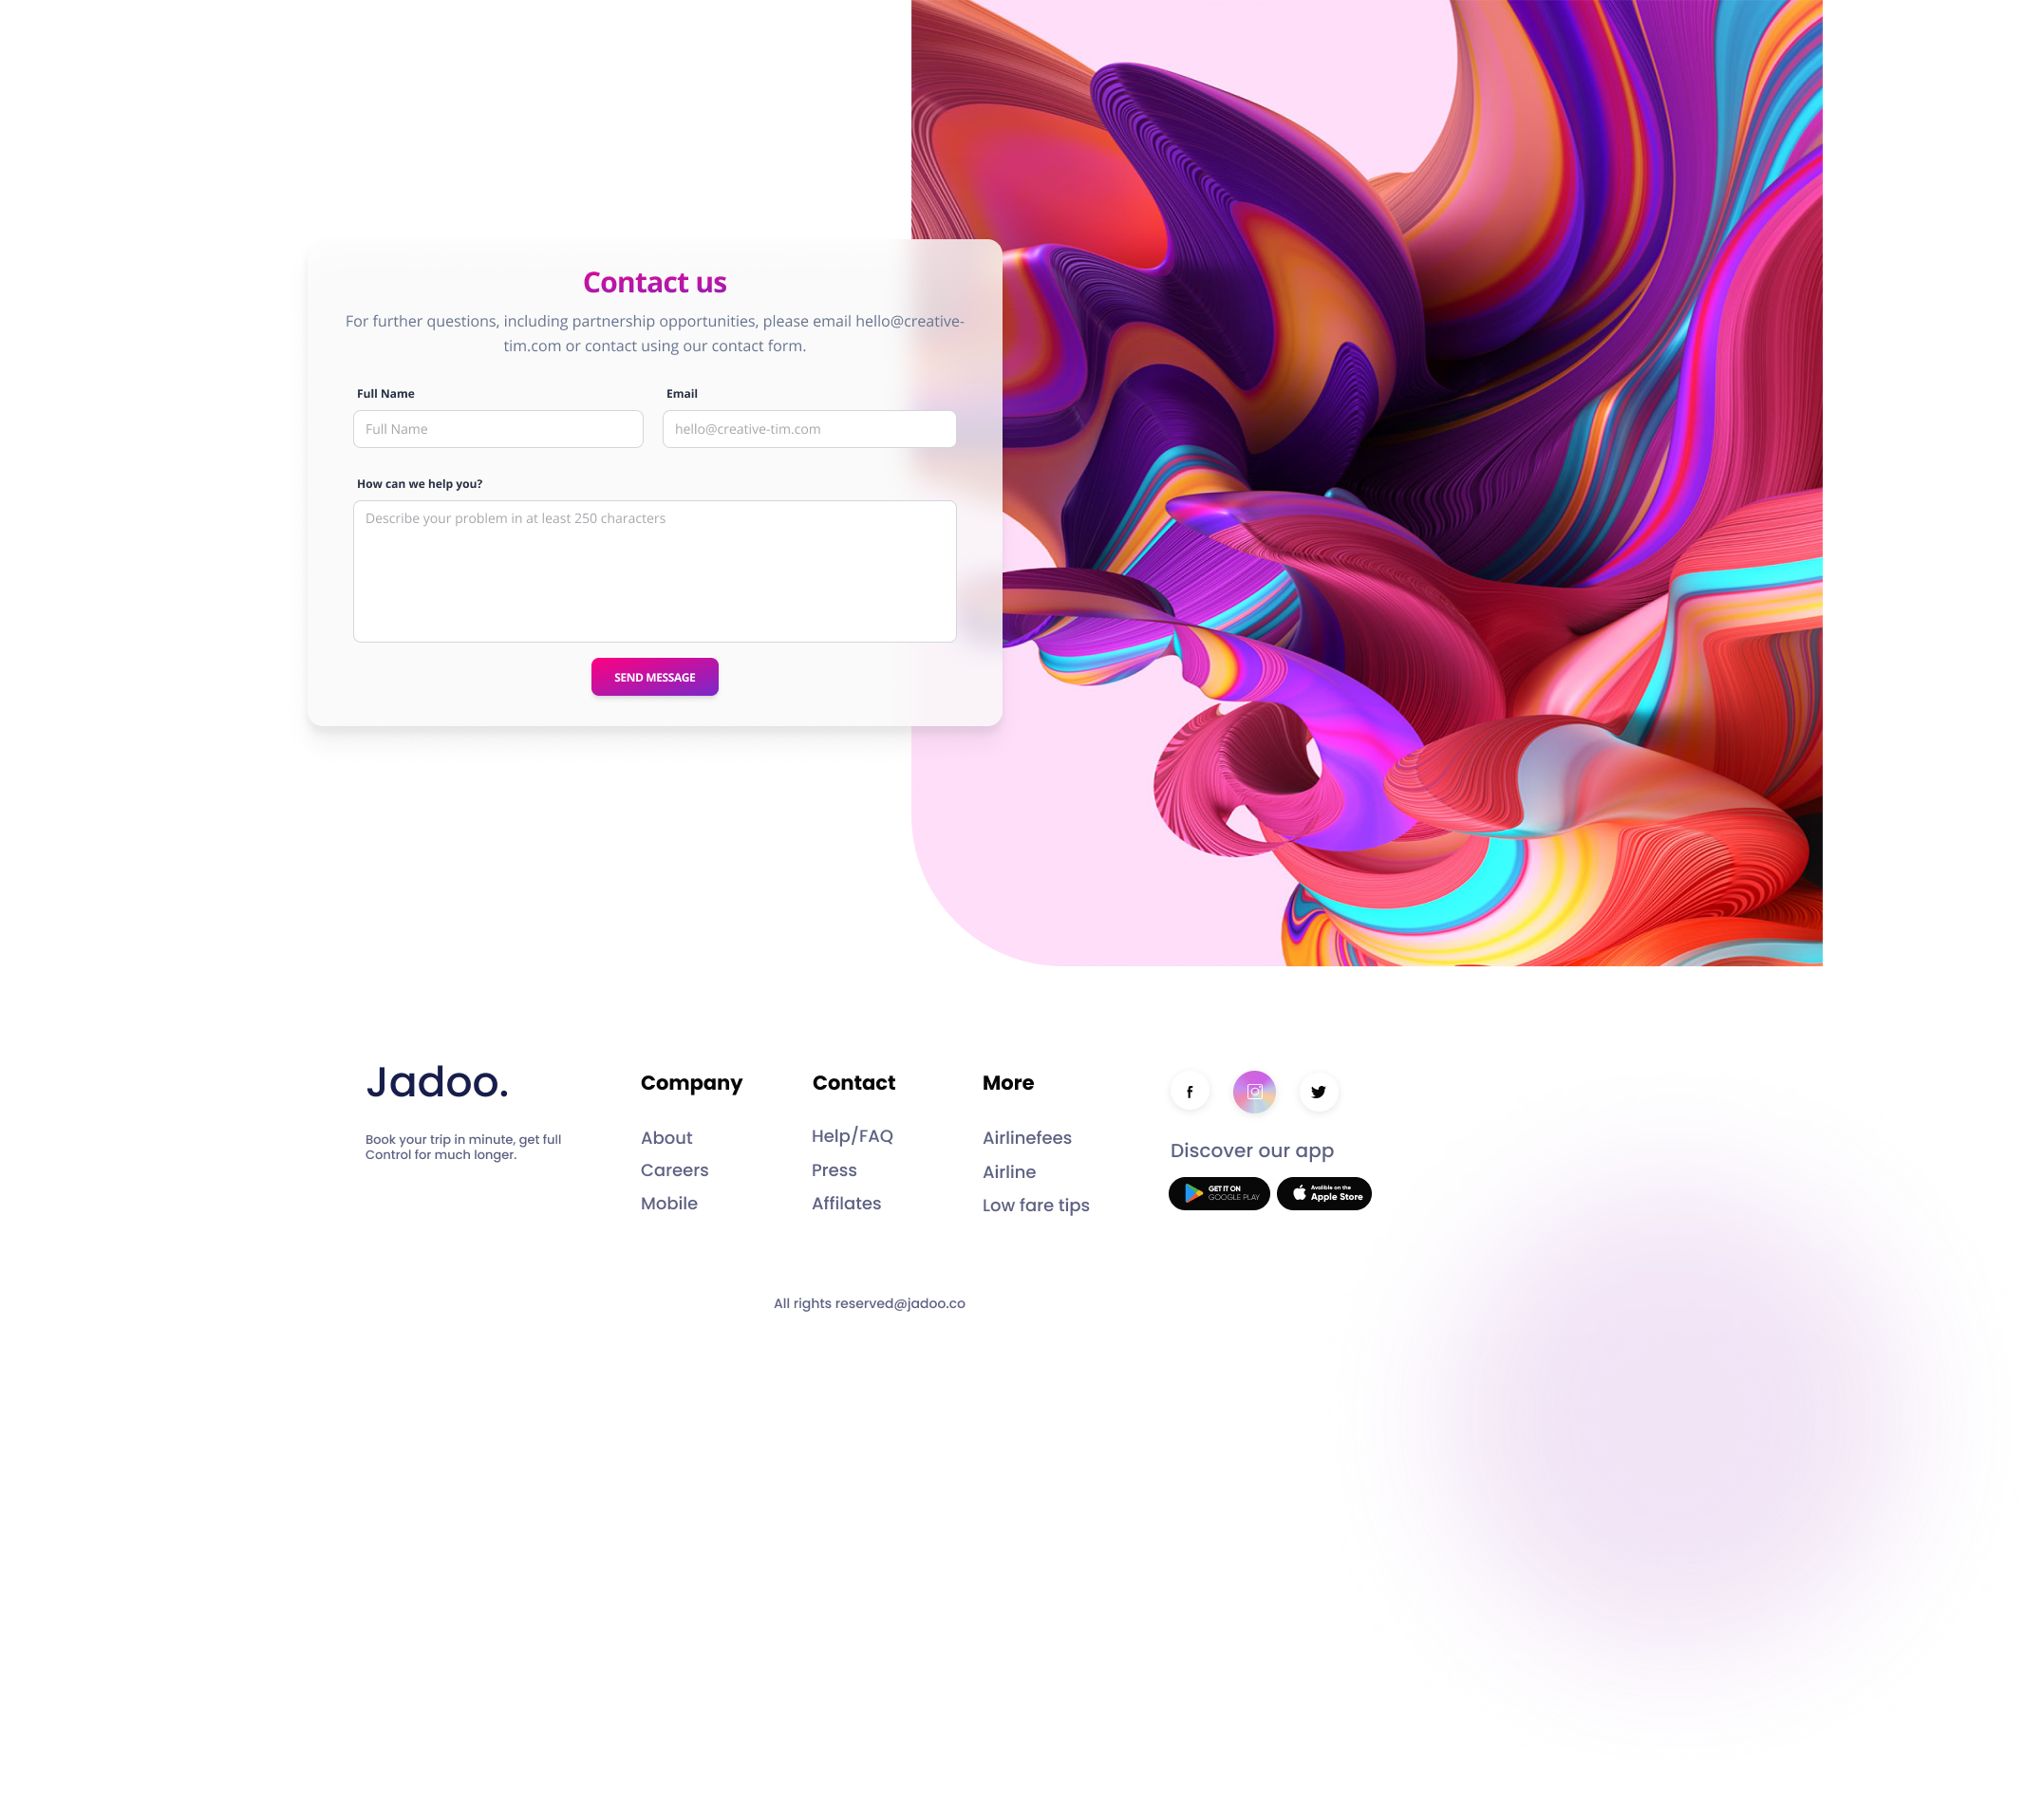 Contact us
For further questions, including partnership opportunities, please email hello@creative-
tim.com or contact using our contact form.
Full Name
Email
Full Name
hello@creative-tim.com
How can we help you?
Describe your problem in at least 250 characters
SEND MESSAGE
Jadoo.
Book your trip in minute, get full
Control for much longer.
Company
About
Careers
Mobile
Contact
Help/FAQ
Press
Affilates
More
Airlinefees
Airline
Low fare tips
Discover our app
GET IT ON
GOOGLE PLAY
Avalible on the
Apple Store
All rights reserved@jadoo.co